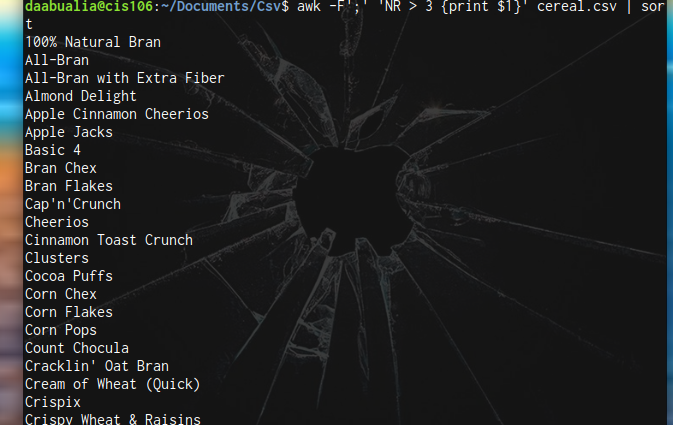 daabualia@cis106:~/Documents/Csv$ awk -F';' 'NR > 3 {print $1}' cereal.csv | sor
t
100% Natural Bran
All-Bran
All-Bran with Extra Fiber
Almond Delight
Apple Cinnamon Cheerios
Apple Jacks
Basic 4
Bran Chex
Bran Flakes
Cap'n'Crunch
Cheerios
Cinnamon Toast Crunch
Clusters
Cocoa Puffs
Corn Chex
Corn Flakes
Corn Pops
Count Chocula
Cracklin' Oat Bran
Cream of Wheat (Quick)
Crispix
Crispy Wheat & Raisins